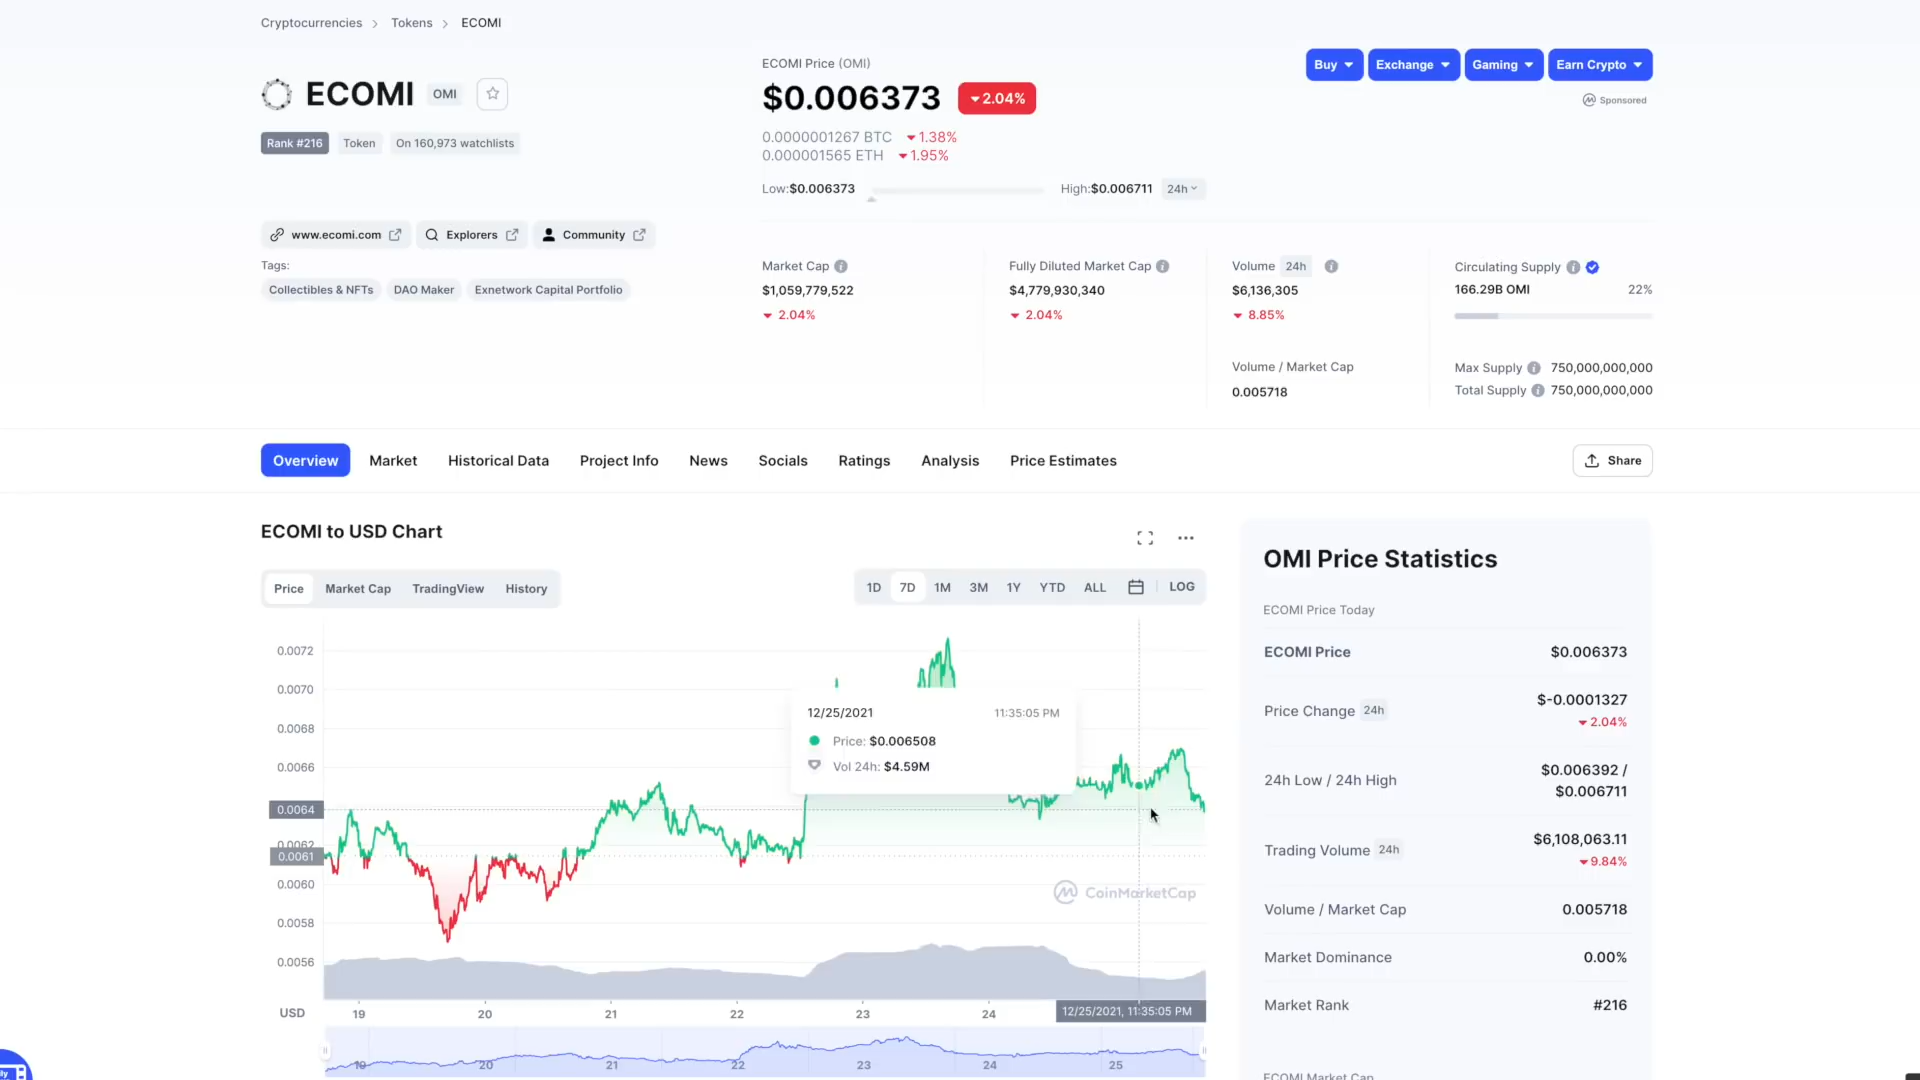 Cryptocurrencies > Tokens > ECOMI
ECOMI OMI
Rank #216 Token On 160,973 watchlists
www.ecomi.com Explorers Community
Tags:
Collectibles & NFTs DAO Maker Exnetwork Capital Portfolio
ECOMI Price (OMI)
$0.006373 2.04%
0.0000001267 BTC 1.38%
0.000001565 ETH 1.95%
Low:$0.006373 High:$0.006711 24h
Buy Exchange Gaming Earn Crypto
Sponsored
Market Cap
$1,059,779,522
2.04%
Fully Diluted Market Cap
$4,779,930,340
2.04%
Volume 24h
$6,136,305
8.85%
Volume / Market Cap
0.005718
Circulating Supply
166.29B OMI 22%
Max Supply 750,000,000,000
Total Supply 750,000,000,000
Overview Market Historical Data Project Info News Socials Ratings Analysis Price Estimates Share
ECOMI to USD Chart
Price Market Cap TradingView History
1D 7D 1M 3M 1Y YTD ALL LOG
0.0072
0.0070
0.0068
0.0066
0.0064
0.0062
0.0061
0.0060
0.0058
0.0056
12/25/2021 11:35:05 PM
Price: $0.006508
Vol 24h: $4.59M
CoinMarketCap
USD 19 20 21 22 23 24 12/25/2021, 11:35:05 PM
19 20 21 22 23 24 25
OMI Price Statistics
ECOMI Price Today
ECOMI Price $0.006373
Price Change 24h $-0.0001327
2.04%
24h Low / 24h High $0.006392 /
$0.006711
Trading Volume 24h $6,108,063.11
9.84%
Volume / Market Cap 0.005718
Market Dominance 0.00%
Market Rank #216
ECOMI Market Cap